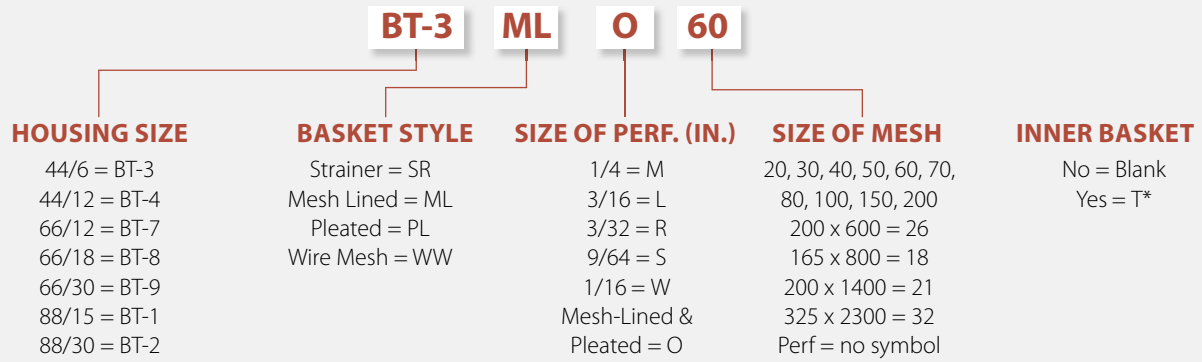 BT-3 ML O 60
HOUSING SIZE
44/6 = BT-3
44/12 = BT-4
66/12 = BT-7
66/18 = BT-8
66/30 = BT-9
88/15 = BT-1
88/30 = BT-2
BASKET STYLE
Strainer = SR
Mesh Lined = ML
Pleated = PL
Wire Mesh = WW
SIZE OF PERF. (IN.)
1/4 = M
3/16 = L
3/32 = R
9/64 = S
1/16 = W
Mesh-Lined &
Pleated = O
SIZE OF MESH
20, 30, 40, 50, 60, 70,
80, 100, 150, 200
200 x 600 = 26
165 x 800 = 18
200 x 1400 = 21
325 x 2300 = 32
Perf = no symbol
INNER BASKET
No = Blank
Yes = T*